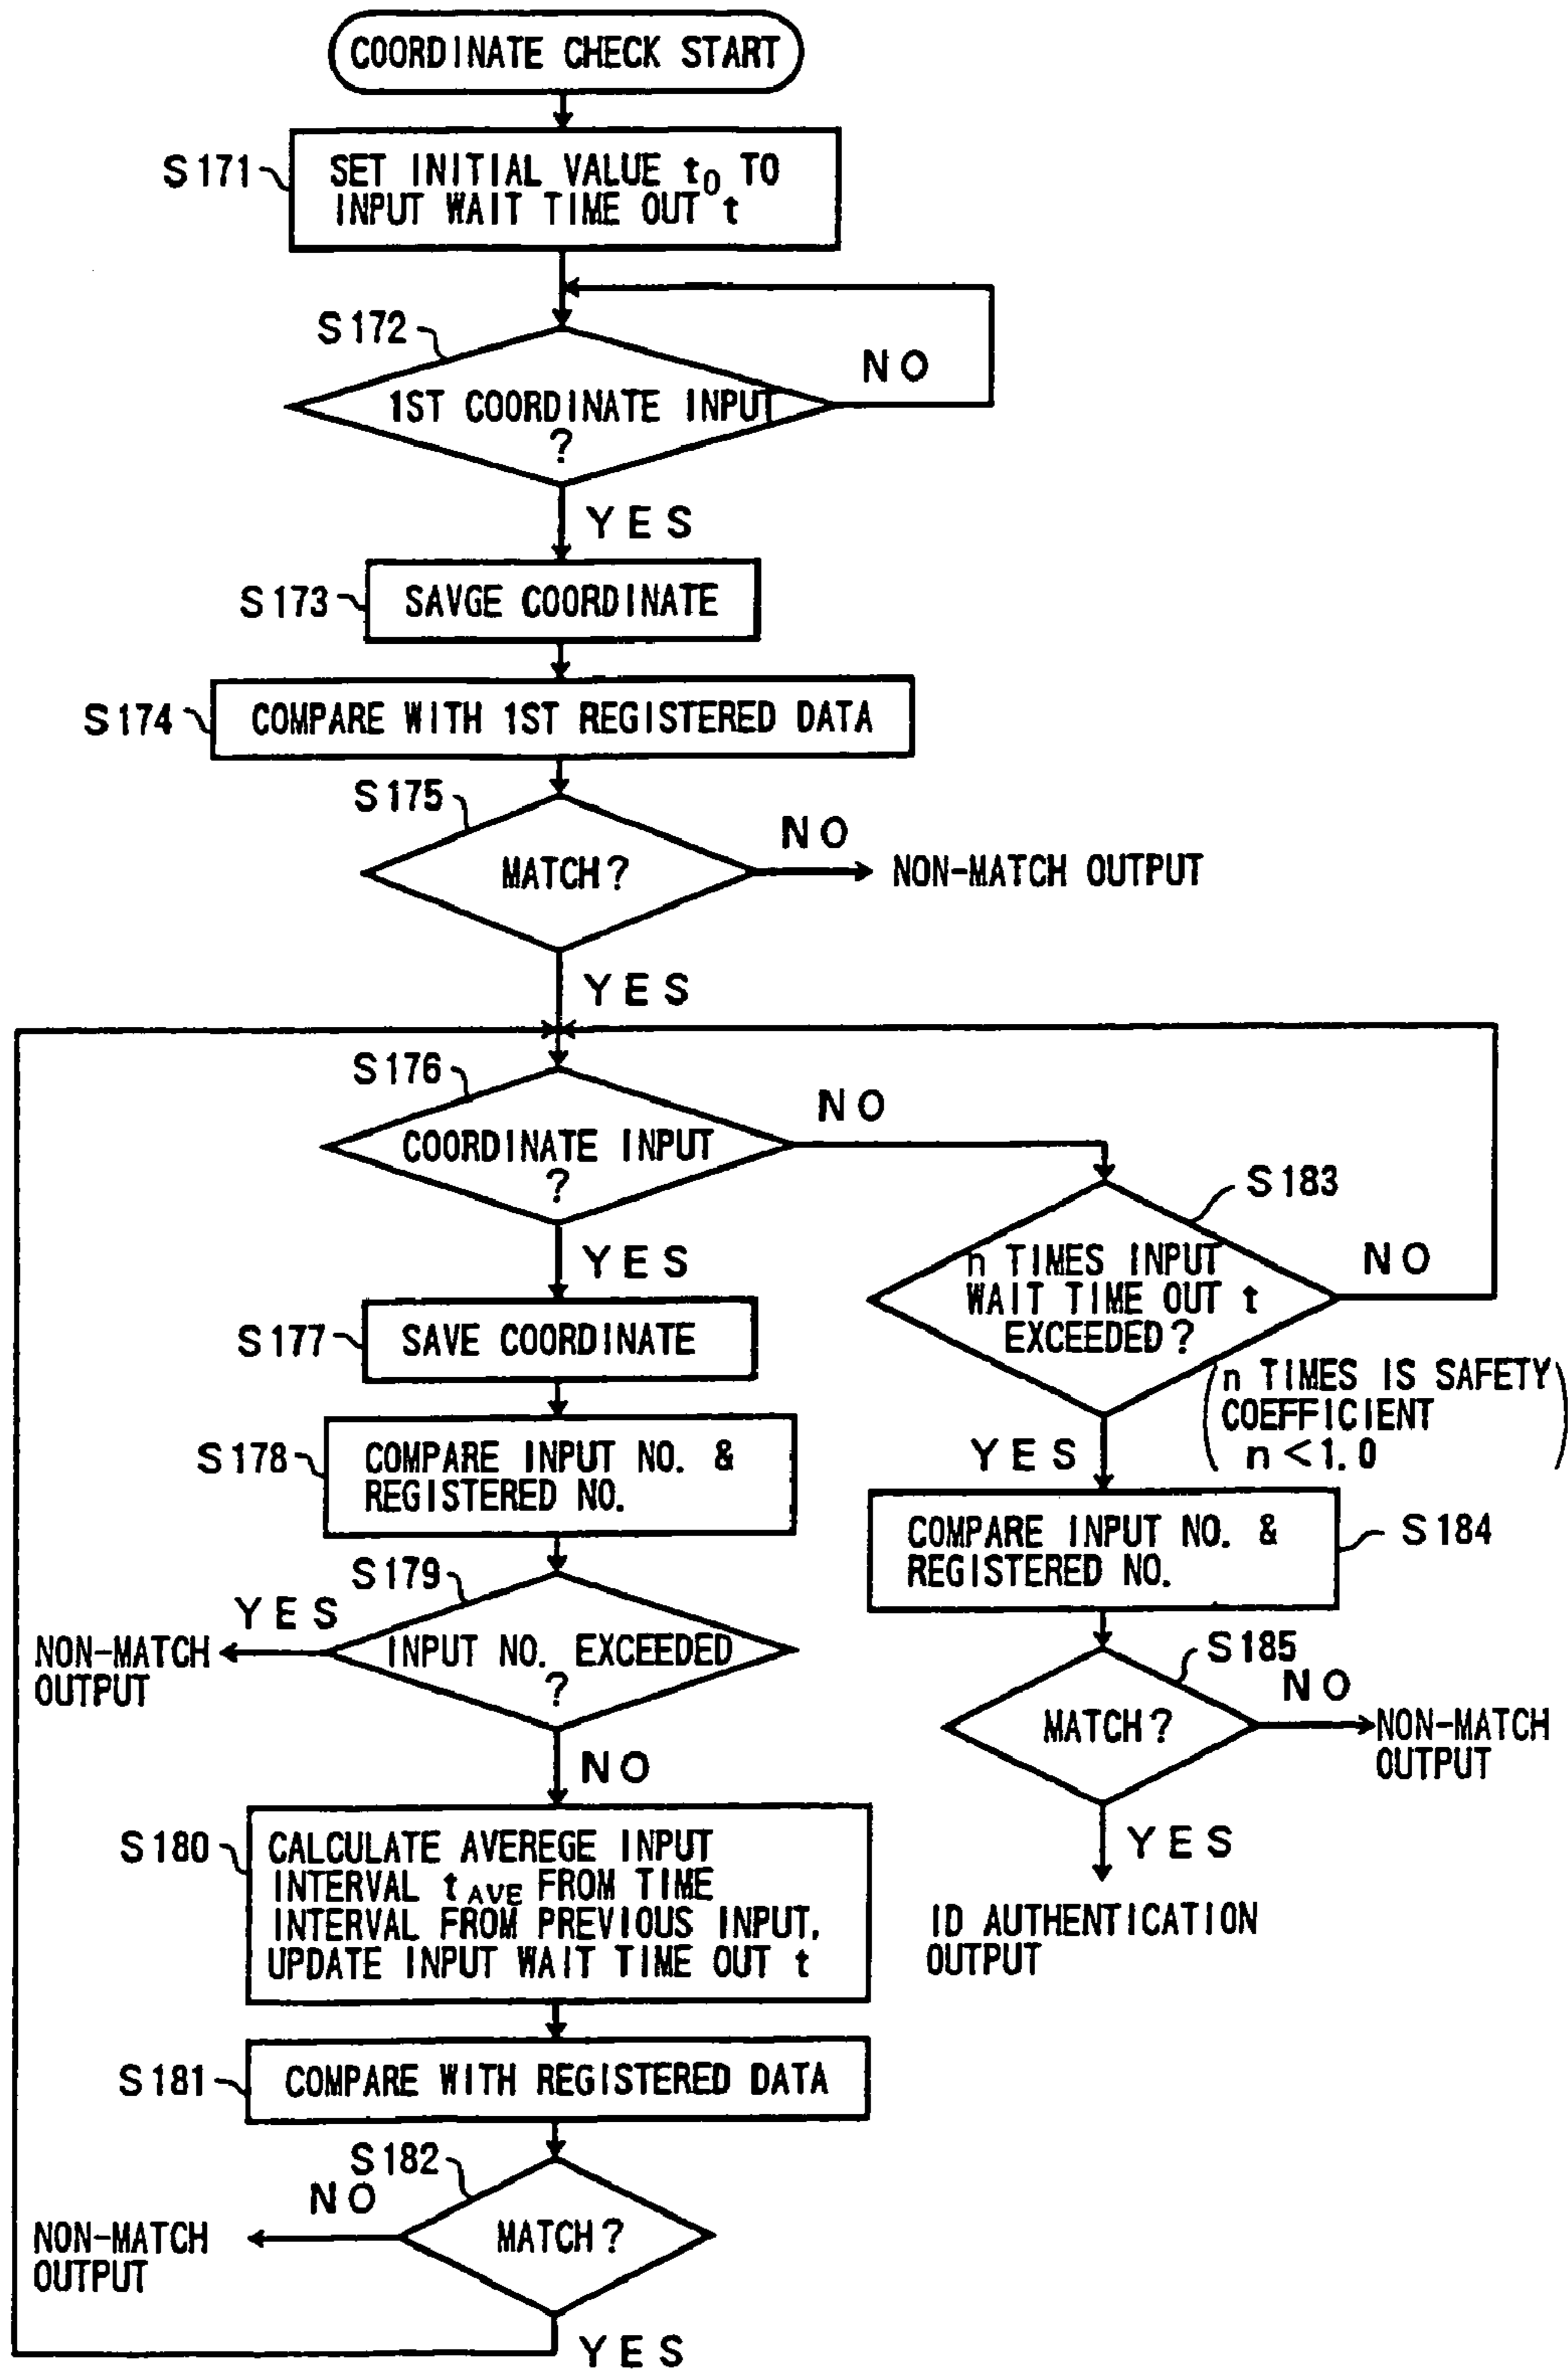 COORDINATE CHECK START
S171
SET INITIAL VALUE t0 TO
INPUT WAIT TIME OUT t
S172
NO
1ST COORDINATE INPUT
?
YES
S173
SAVGE COORDINATE
S174
COMPARE WITH 1ST REGISTERED DATA
S175
NO
MATCH?
NON-MATCH OUTPUT
YES
S176
NO
COORDINATE INPUT
?
S183
YES
n TIMES INPUT
WAIT TIME OUT t
EXCEEDED?
NO
S177
SAVE COORDINATE
(n TIMES IS SAFETY
COEFFICIENT
n<1.0)
YES
S178
COMPARE INPUT NO. &
REGISTERED NO.
COMPARE INPUT NO. &
REGISTERED NO.
S184
S179
YES
INPUT NO. EXCEEDED
?
NON-MATCH
OUTPUT
S185
NO
MATCH?
NON-MATCH
OUTPUT
NO
YES
S180
CALCULATE AVEREGE INPUT
INTERVAL tAVE FROM TIME
INTERVAL FROM PREVIOUS INPUT,
UPDATE INPUT WAIT TIME OUT t
ID AUTHENTICATION
OUTPUT
S181
COMPARE WITH REGISTERED DATA
S182
NO
MATCH?
NON-MATCH
OUTPUT
YES